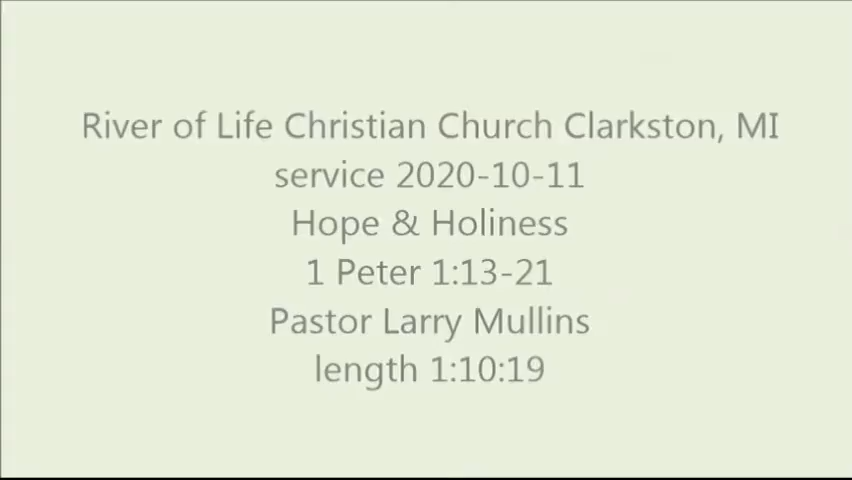 River of Life Christian Church Clarkston, MI
service 2020-10-11
Hope & Holiness
1 Peter 1:13-21
Pastor Larry Mullins
length 1:10:19